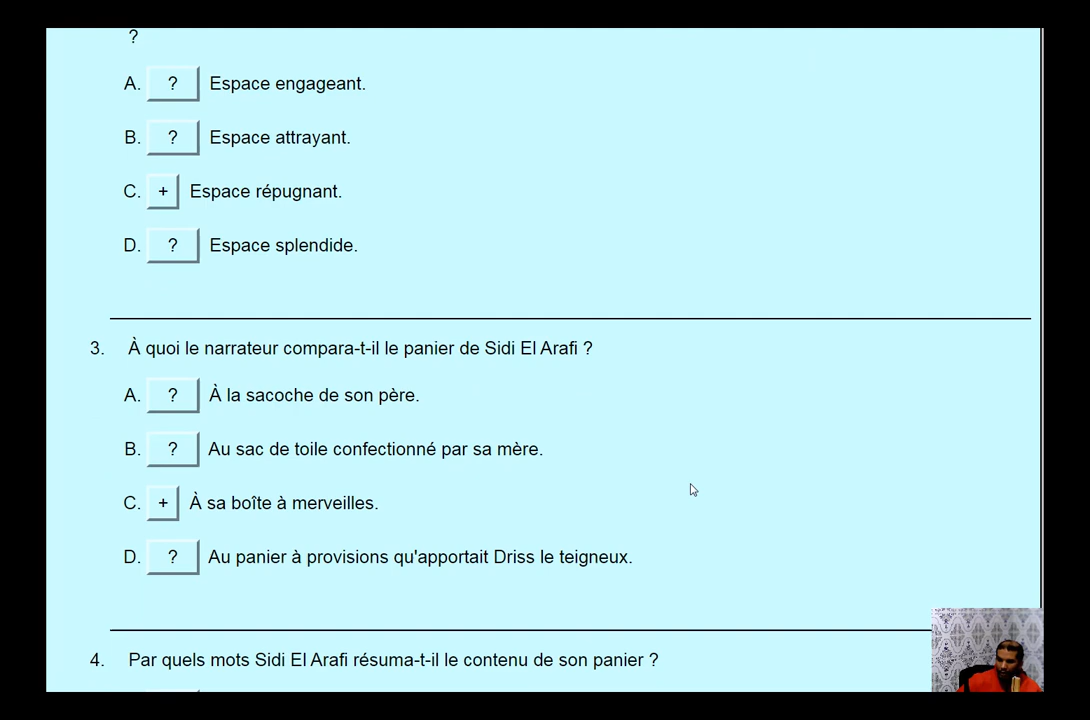 ?
A. ? Espace engageant.
B. ? Espace attrayant.
C. + Espace répugnant.
D. ? Espace splendide.
3. À quoi le narrateur compara-t-il le panier de Sidi El Arafi ?
A. ? À la sacoche de son père.
B. ? Au sac de toile confectionné par sa mère.
C. + À sa boîte à merveilles.
D. ? Au panier à provisions qu'apportait Driss le teigneux.
4. Par quels mots Sidi El Arafi résuma-t-il le contenu de son panier ?